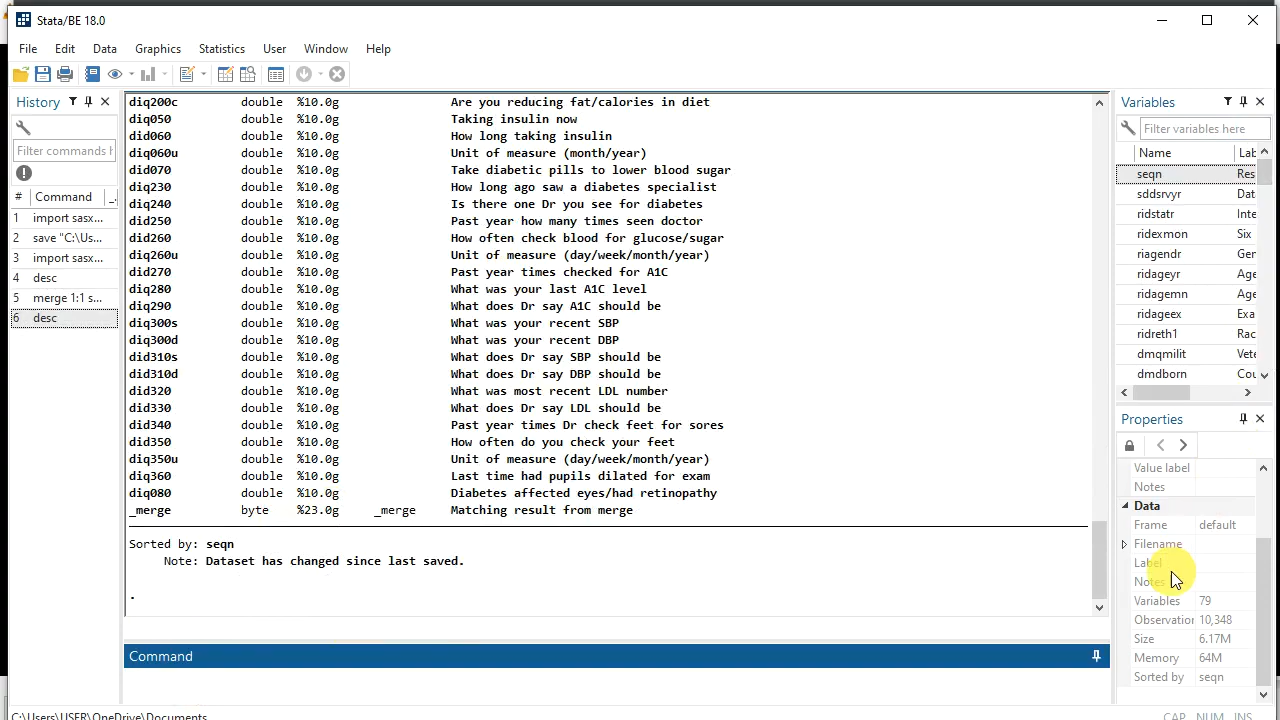 Stata/BE 18.0
File Edit Data Graphics Statistics User Window Help
History
Filter commands h
# Command
1 import sasx...
2 save "C:\Us...
3 import sasx...
4 desc
5 merge 1:1 s...
6 desc
diq200c double %10.0g Are you reducing fat/calories in diet
diq050 double %10.0g Taking insulin now
did060 double %10.0g How long taking insulin
diq060u double %10.0g Unit of measure (month/year)
did070 double %10.0g Take diabetic pills to lower blood sugar
diq230 double %10.0g How long ago saw a diabetes specialist
diq240 double %10.0g Is there one Dr you see for diabetes
did250 double %10.0g Past year how many times seen doctor
did260 double %10.0g How often check blood for glucose/sugar
diq260u double %10.0g Unit of measure (day/week/month/year)
did270 double %10.0g Past year times checked for A1C
diq280 double %10.0g What was your last A1C level
diq290 double %10.0g What does Dr say A1C should be
diq300s double %10.0g What was your recent SBP
diq300d double %10.0g What was your recent DBP
did310s double %10.0g What does Dr say SBP should be
did310d double %10.0g What does Dr say DBP should be
did320 double %10.0g What was most recent LDL number
did330 double %10.0g What does Dr say LDL should be
did340 double %10.0g Past year times Dr check feet for sores
did350 double %10.0g How often do you check your feet
diq350u double %10.0g Unit of measure (day/week/month/year)
diq360 double %10.0g Last time had pupils dilated for exam
diq080 double %10.0g Diabetes affected eyes/had retinopathy
_merge byte %23.0g _merge Matching result from merge
Sorted by: seqn
Note: Dataset has changed since last saved.
.
Command
Variables
Filter variables here
Name Lab
seqn Res
sddsrvyr Dat
ridstatr Inte
ridexmon Six
riagendr Gen
ridageyr Age
ridagemn Age
ridageex Exa
ridreth1 Rac
dmqmilit Vete
dmdborn Cou
Properties
Value label
Notes
Data
Frame default
Filename
Label
Notes
Variables 79
Observation 10,348
Size 6.17M
Memory 64M
Sorted by seqn
C:\Users\USER\OneDrive\Documents
CAP NUM INS